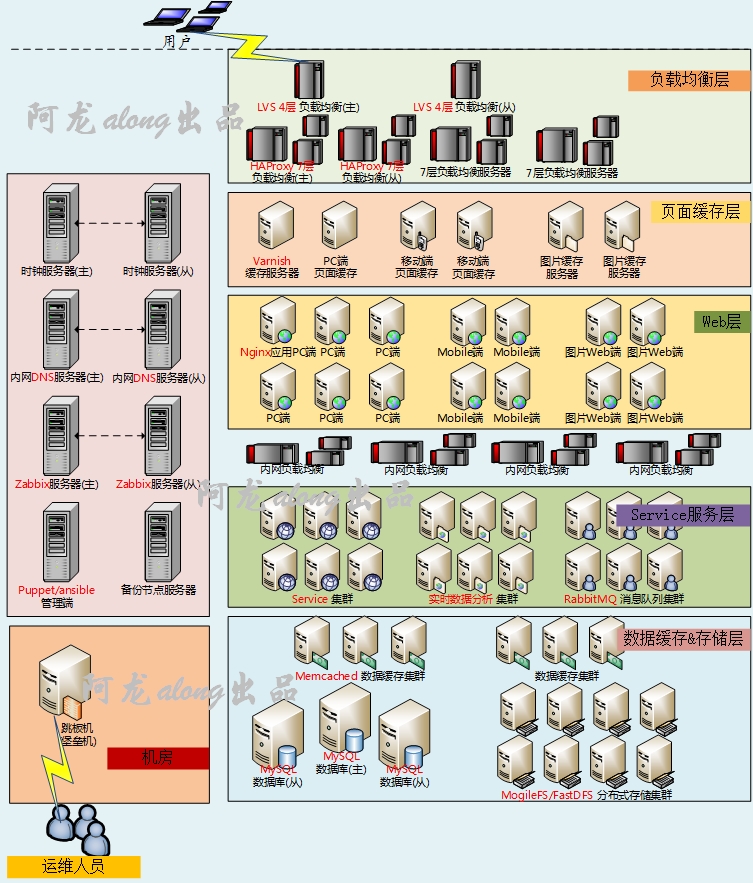 用户
负载均衡层
LVS 4层 负载均衡(主)
LVS 4层 负载均衡(从)
阿龙along出品
HAProxy 7层
负载均衡(主)
HAProxy 7层
负载均衡(从)
7层负载均衡服务器
7层负载均衡服务器
时钟服务器(主)
时钟服务器(从)
内网DNS服务器(主)
内网DNS服务器(从)
Zabbix服务器(主)
Zabbix服务器(从)
Puppet/ansible
管理端
备份节点服务器
页面缓存层
Varnish
缓存服务器
PC端
页面缓存
移动端
页面缓存
移动端
页面缓存
图片缓存
服务器
图片缓存
服务器
Web层
Nginx应用PC端
PC端
PC端
Mobile端
Mobile端
图片Web端
图片Web端
PC端
PC端
PC端
Mobile端
Mobile端
图片Web端
图片Web端
内网负载均衡
内网负载均衡
内网负载均衡
内网负载均衡
阿龙along出品
Service服务层
Service 集群
实时数据分析 集群
RabbitMQ 消息队列集群
数据缓存&存储层
Memcached 数据缓存集群
数据缓存集群
阿龙along出品
MySQL
数据库(从)
MySQL
数据库(主)
MySQL
数据库(从)
MogileFS/FastDFS 分布式存储集群
跳板机
(堡垒机)
机房
运维人员